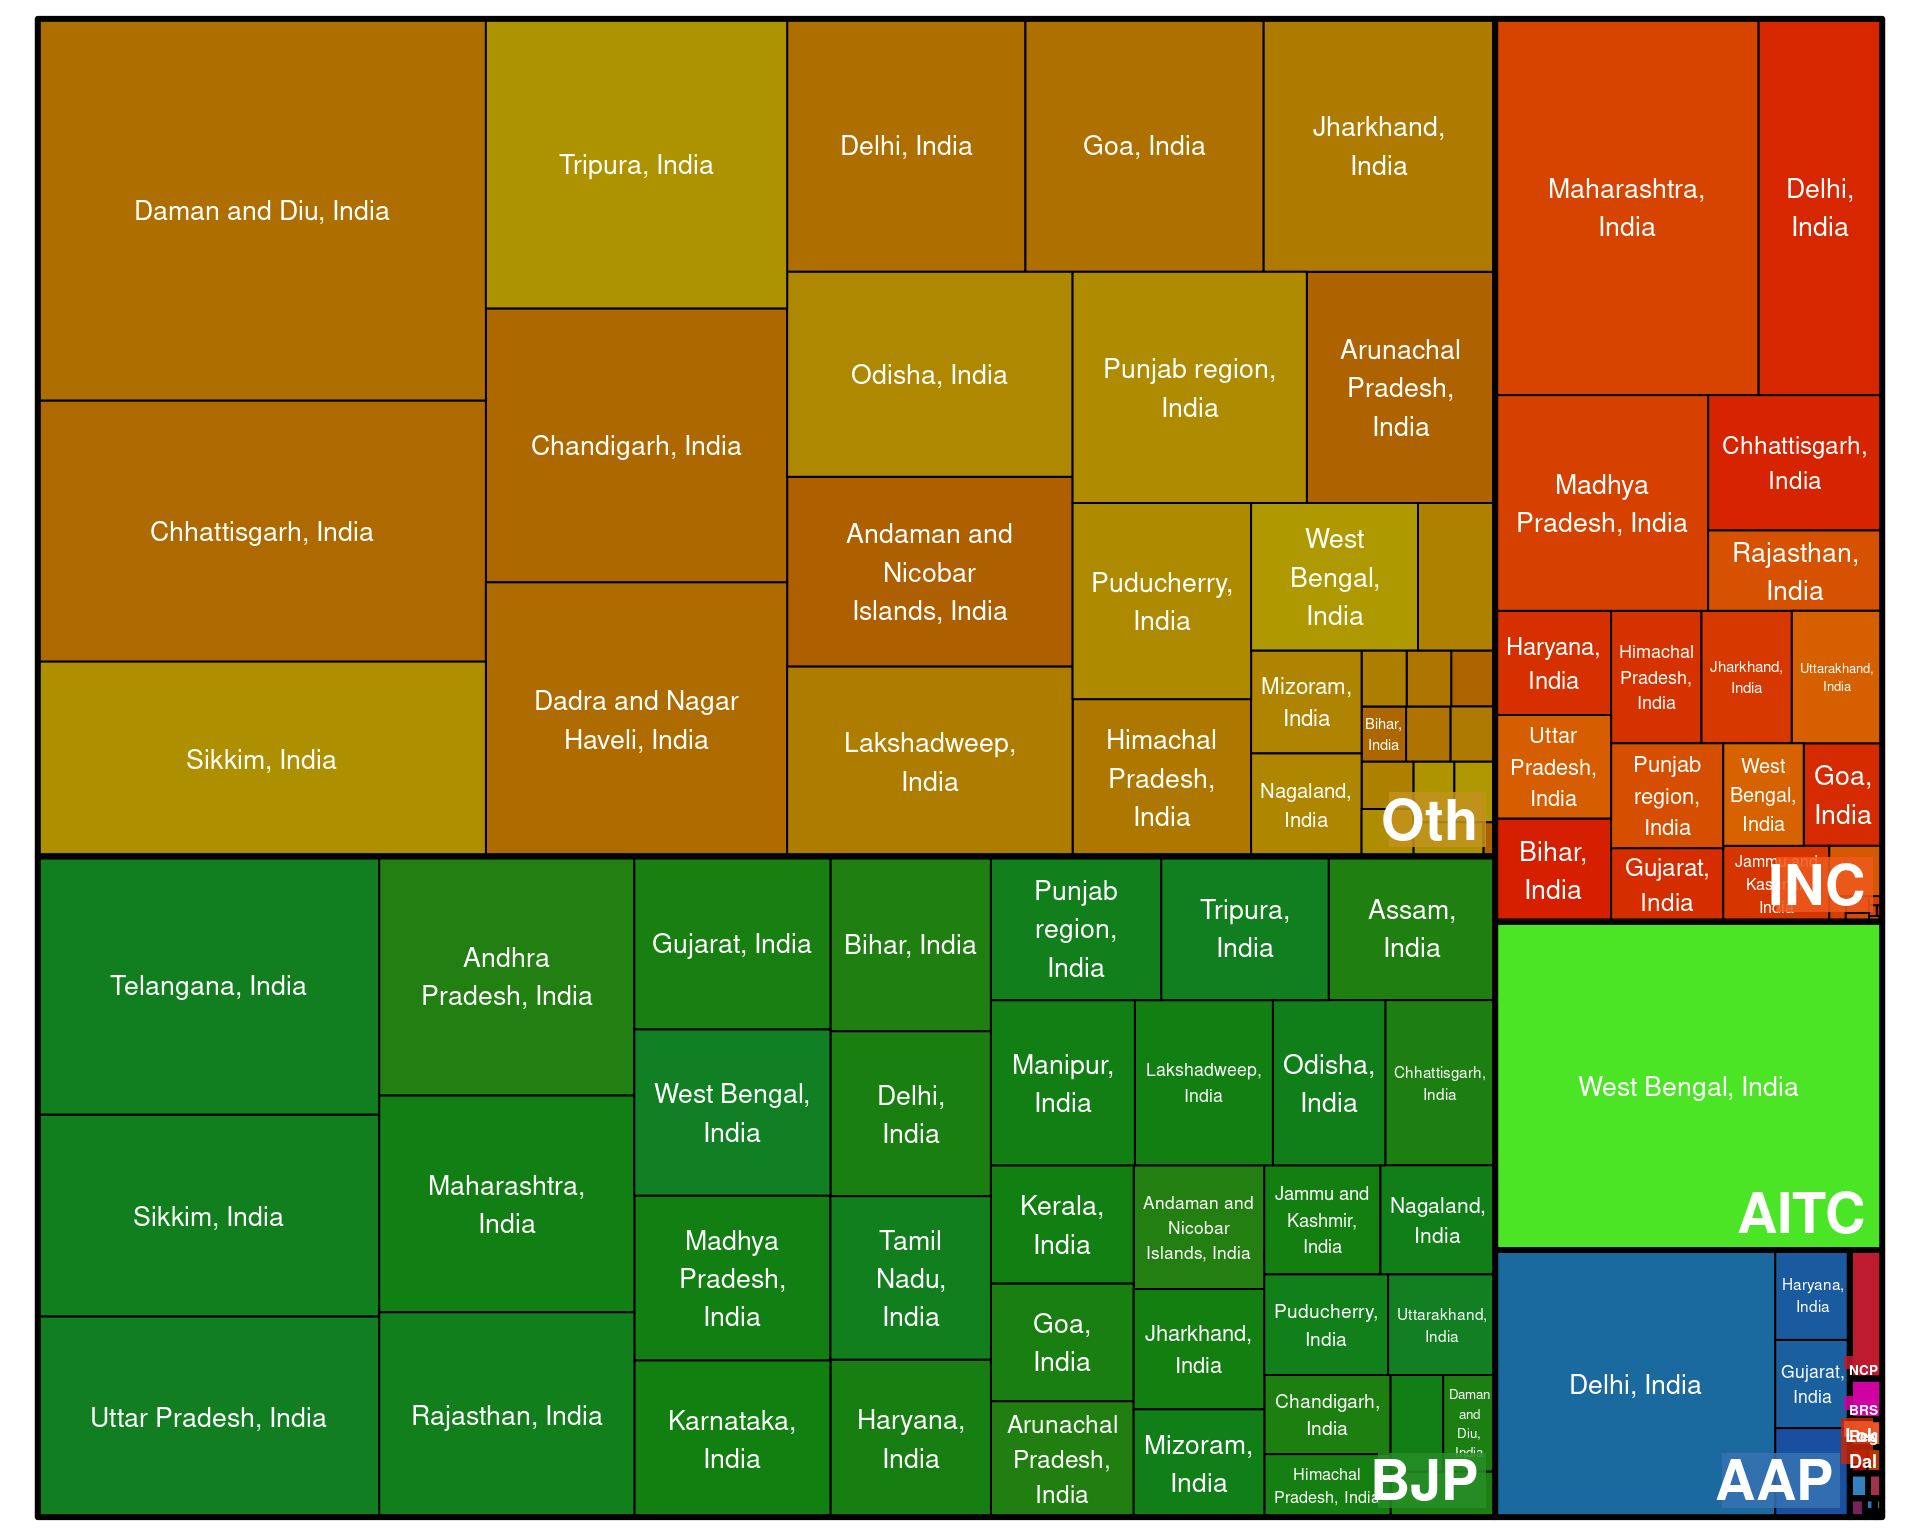 Daman and Diu, India
Chhattisgarh, India
Sikkim, India
Tripura, India
Chandigarh, India
Dadra and Nagar
Haveli, India
Delhi, India
Goa, India
Jharkhand,
India
Odisha, India
Andaman and
Nicobar
Islands, India
Lakshadweep,
India
Punjab region,
India
Arunachal
Pradesh,
India
Puducherry,
India
Himachal
Pradesh,
India
West
Bengal,
India
Mizoram,
India
Nagaland,
India
Bihar,
India
Oth
Maharashtra,
India
Delhi,
India
Madhya
Pradesh, India
Chhattisgarh,
India
Rajasthan,
India
Haryana,
India
Uttar
Pradesh,
India
Bihar,
India
Himachal
Pradesh,
India
Jharkhand,
India
Uttarakhand,
India
Punjab
region,
India
West
Bengal,
India
Goa,
India
Gujarat,
India
Jammu and
Kashmir,
India
INC
Telangana, India
Sikkim, India
Uttar Pradesh, India
Andhra
Pradesh, India
Maharashtra,
India
Rajasthan, India
Gujarat, India
West Bengal,
India
Madhya
Pradesh,
India
Karnataka,
India
Bihar, India
Delhi,
India
Tamil
Nadu,
India
Haryana,
India
Punjab
region,
India
Tripura,
India
Assam,
India
Manipur,
India
Lakshadweep,
India
Odisha,
India
Chhattisgarh,
India
Kerala,
India
Goa,
India
Arunachal
Pradesh,
India
Andaman and
Nicobar
Islands, India
Jharkhand,
India
Mizoram,
India
Jammu and
Kashmir,
India
Nagaland,
India
Puducherry,
India
Uttarakhand,
India
Chandigarh,
India
Himachal
Pradesh, India
Daman
and
Diu,
India
BJP
West Bengal, India
AITC
Delhi, India
Haryana,
India
Gujarat,
India
AAP
NCP
BRS
Dal